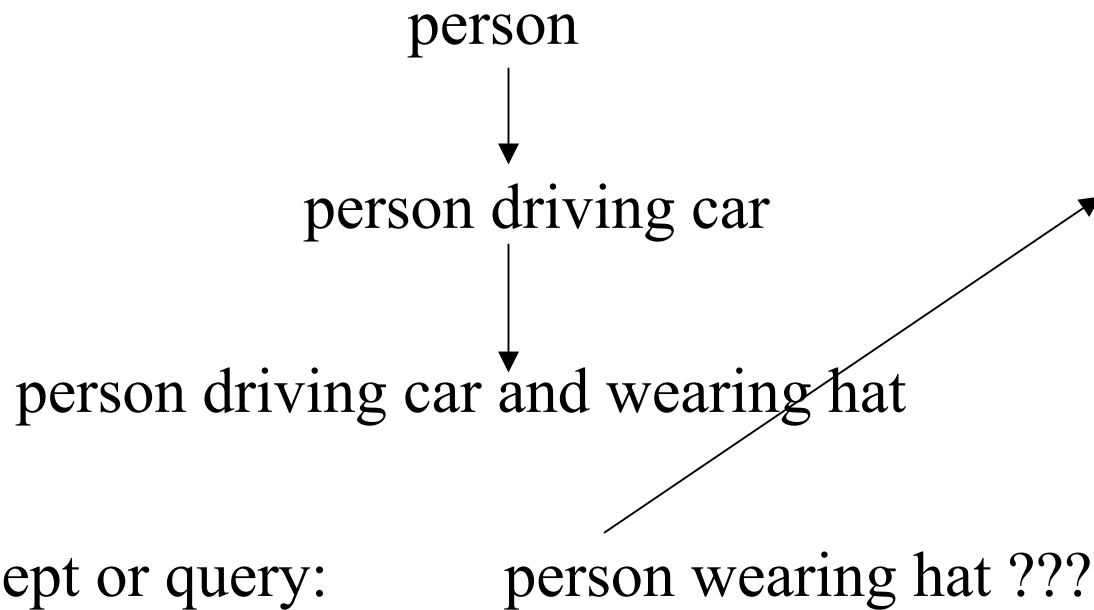 person
person driving car
person driving car and wearing hat
ept or query: person wearing hat ???